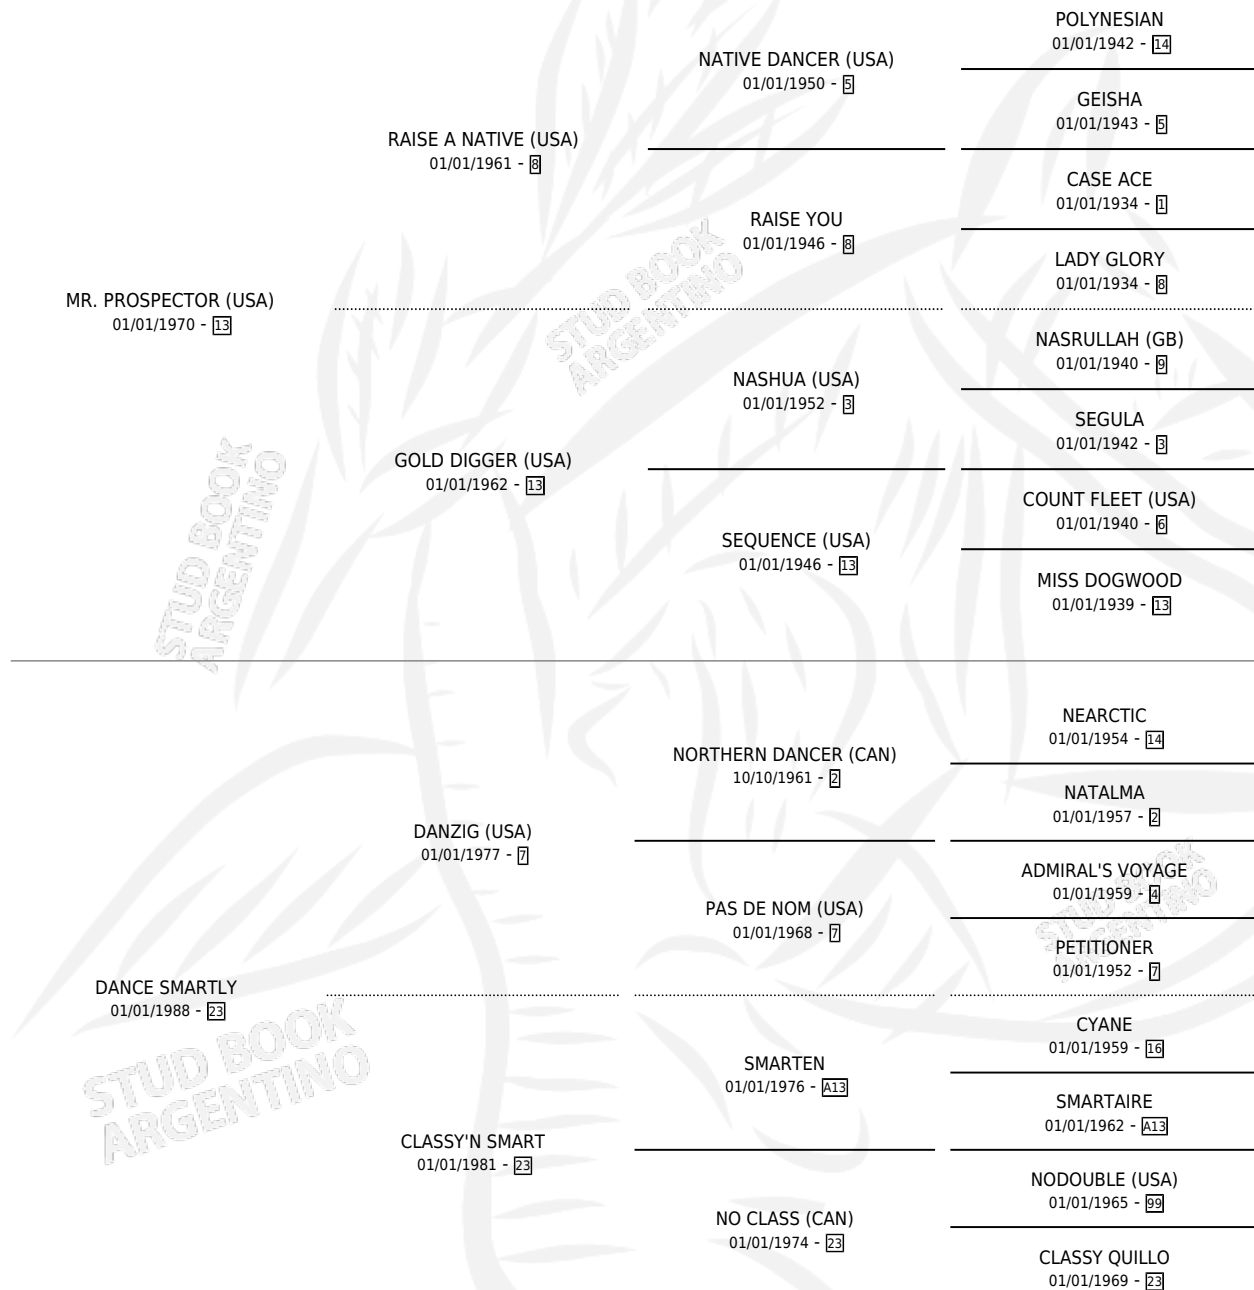 POLYNESIAN
01/01/1942 - 14
NATIVE DANCER (USA)
01/01/1950 - 5
GEISHA
01/01/1943 - 5
RAISE A NATIVE (USA)
01/01/1961 - 8
CASE ACE
01/01/1934 - 1
RAISE YOU
01/01/1946 - 8
LADY GLORY
01/01/1934 - 8
MR. PROSPECTOR (USA)
01/01/1970 - 13
STUD BOOK
ARGENTINO
NASRULLAH (GB)
01/01/1940 - 9
NASHUA (USA)
01/01/1952 - 3
SEGULA
01/01/1942 - 3
GOLD DIGGER (USA)
01/01/1962 - 13
COUNT FLEET (USA)
01/01/1940 - 6
SEQUENCE (USA)
01/01/1946 - 13
MISS DOGWOOD
01/01/1939 - 13
STUD BOOK
ARGENTINO
NEARCTIC
01/01/1954 - 14
NORTHERN DANCER (CAN)
10/10/1961 - 2
NATALMA
01/01/1957 - 2
DANZIG (USA)
01/01/1977 - 7
ADMIRAL'S VOYAGE
01/01/1959 - 4
PAS DE NOM (USA)
01/01/1968 - 7
STUD BOOK
ARGENTINO
PETITIONER
01/01/1952 - 7
DANCE SMARTLY
01/01/1988 - 23
CYANE
01/01/1959 - 16
STUD BOOK
ARGENTINO
SMARTEN
01/01/1976 - A13
SMARTAIRE
01/01/1962 - A13
CLASSY'N SMART
01/01/1981 - 23
NODOUBLE (USA)
01/01/1965 - 99
NO CLASS (CAN)
01/01/1974 - 23
CLASSY QUILLO
01/01/1969 - 23